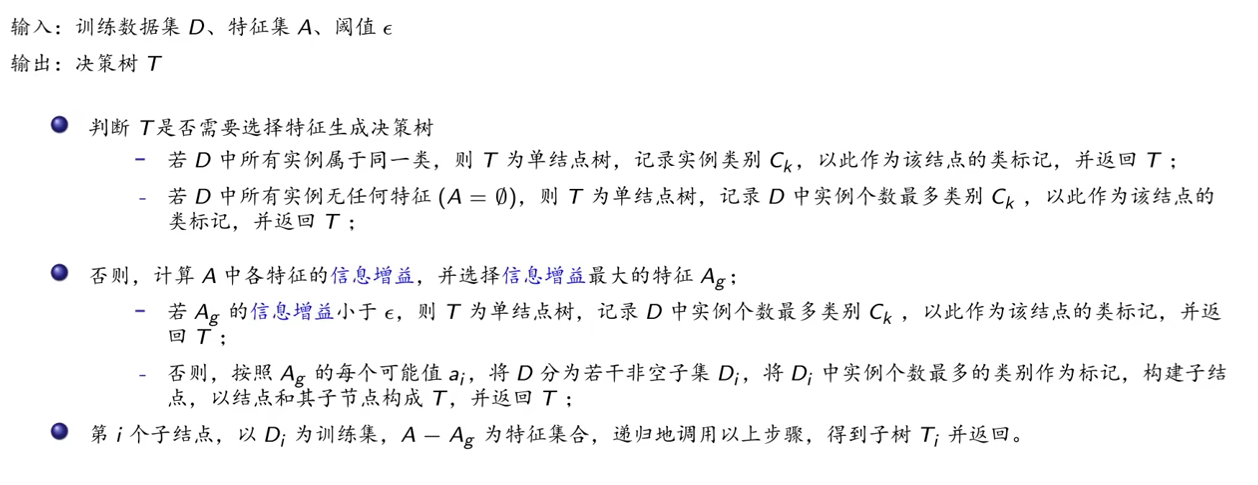 输入：训练数据集 D、特征集 A、阈值 ϵ
输出：决策树 T
判断 T是否需要选择特征生成决策树
- 若 D 中所有实例属于同一类，则 T 为单结点树，记录实例类别 Cₖ，以此作为该结点的类标记，并返回 T；
- 若 D 中所有实例无任何特征 (A = ∅)，则 T 为单结点树，记录 D 中实例个数最多类别 Cₖ ，以此作为该结点的
类标记，并返回 T；
否则，计算 A 中各特征的信息增益，并选择信息增益最大的特征 A_g；
- 若 A_g 的信息增益小于 ϵ，则 T 为单结点树，记录 D 中实例个数最多类别 Cₖ ，以此作为该结点的类标记，并返
回 T；
- 否则，按照 A_g 的每个可能值 aᵢ，将 D 分为若干非空子集 Dᵢ，将 Dᵢ 中实例个数最多的类别作为标记，构建子结
点，以结点和其子节点构成 T，并返回 T；
第 i 个子结点，以 Dᵢ 为训练集，A − A_g 为特征集合，递归地调用以上步骤，得到子树 Tᵢ 并返回。